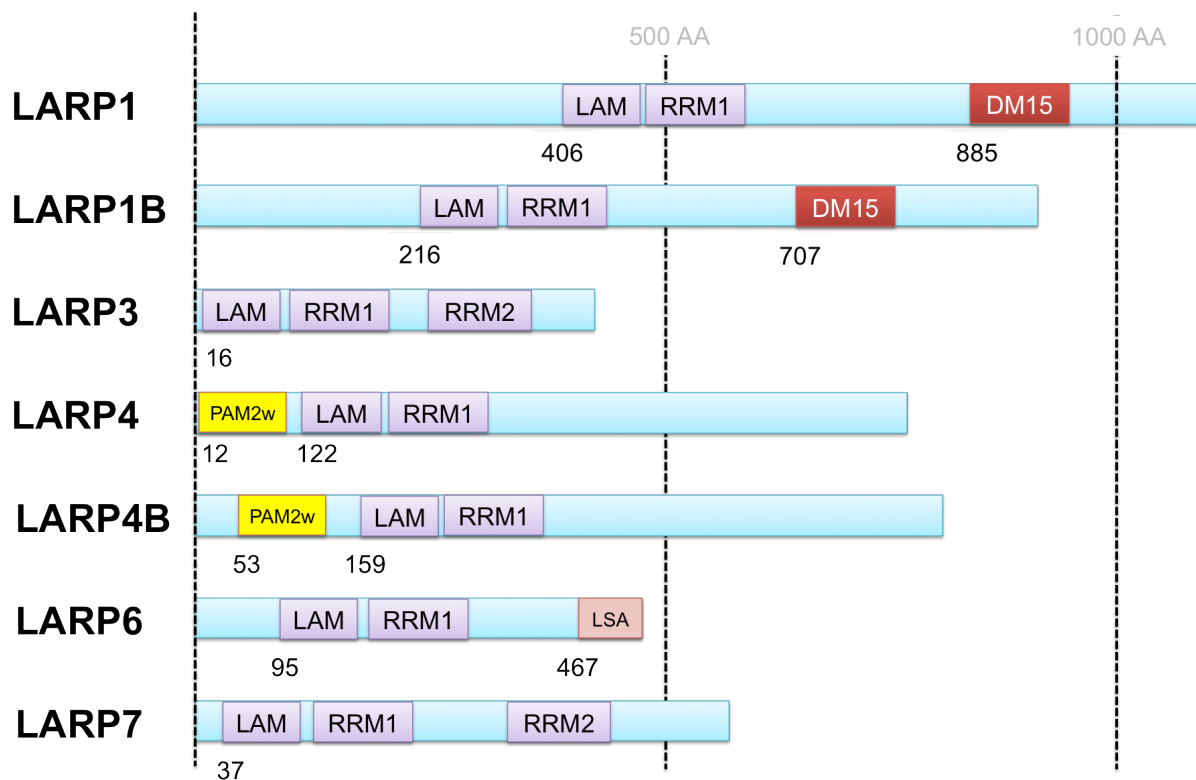 500 AA 1000 AA
LARP1 LAM RRM1 DM15
406 885
LARP1B LAM RRM1 DM15
216 707
LARP3 LAM RRM1 RRM2
16
LARP4 PAM2w LAM RRM1
12 122
LARP4B PAM2w LAM RRM1
53 159
LARP6 LAM RRM1 LSA
95 467
LARP7 LAM RRM1 RRM2
37